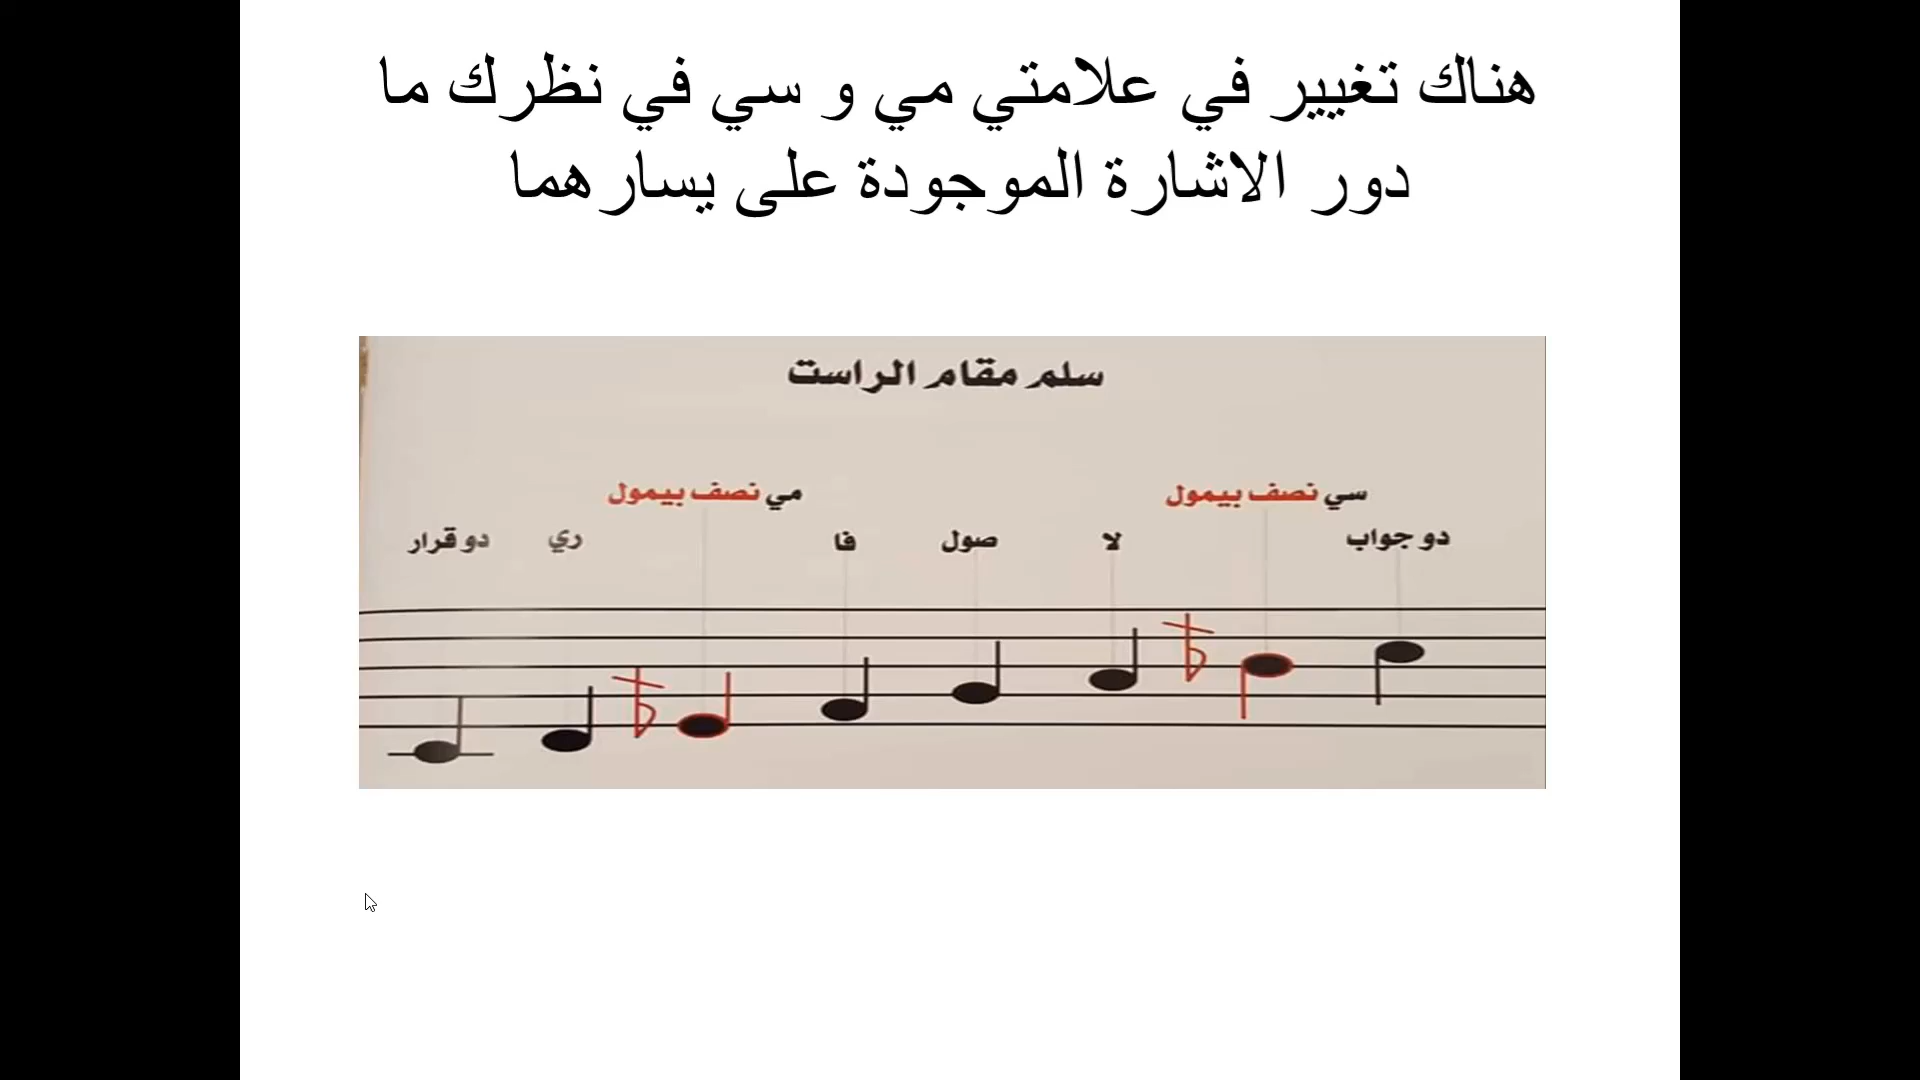 هناك تغيير في علامتي مي و سي في نظرك ما
دور الاشارة الموجودة على يسارهما
سلم مقام الراست
مي نصف بيمول
سي نصف بيمول
دو قرار
ري
فا
صول
لا
دو جواب